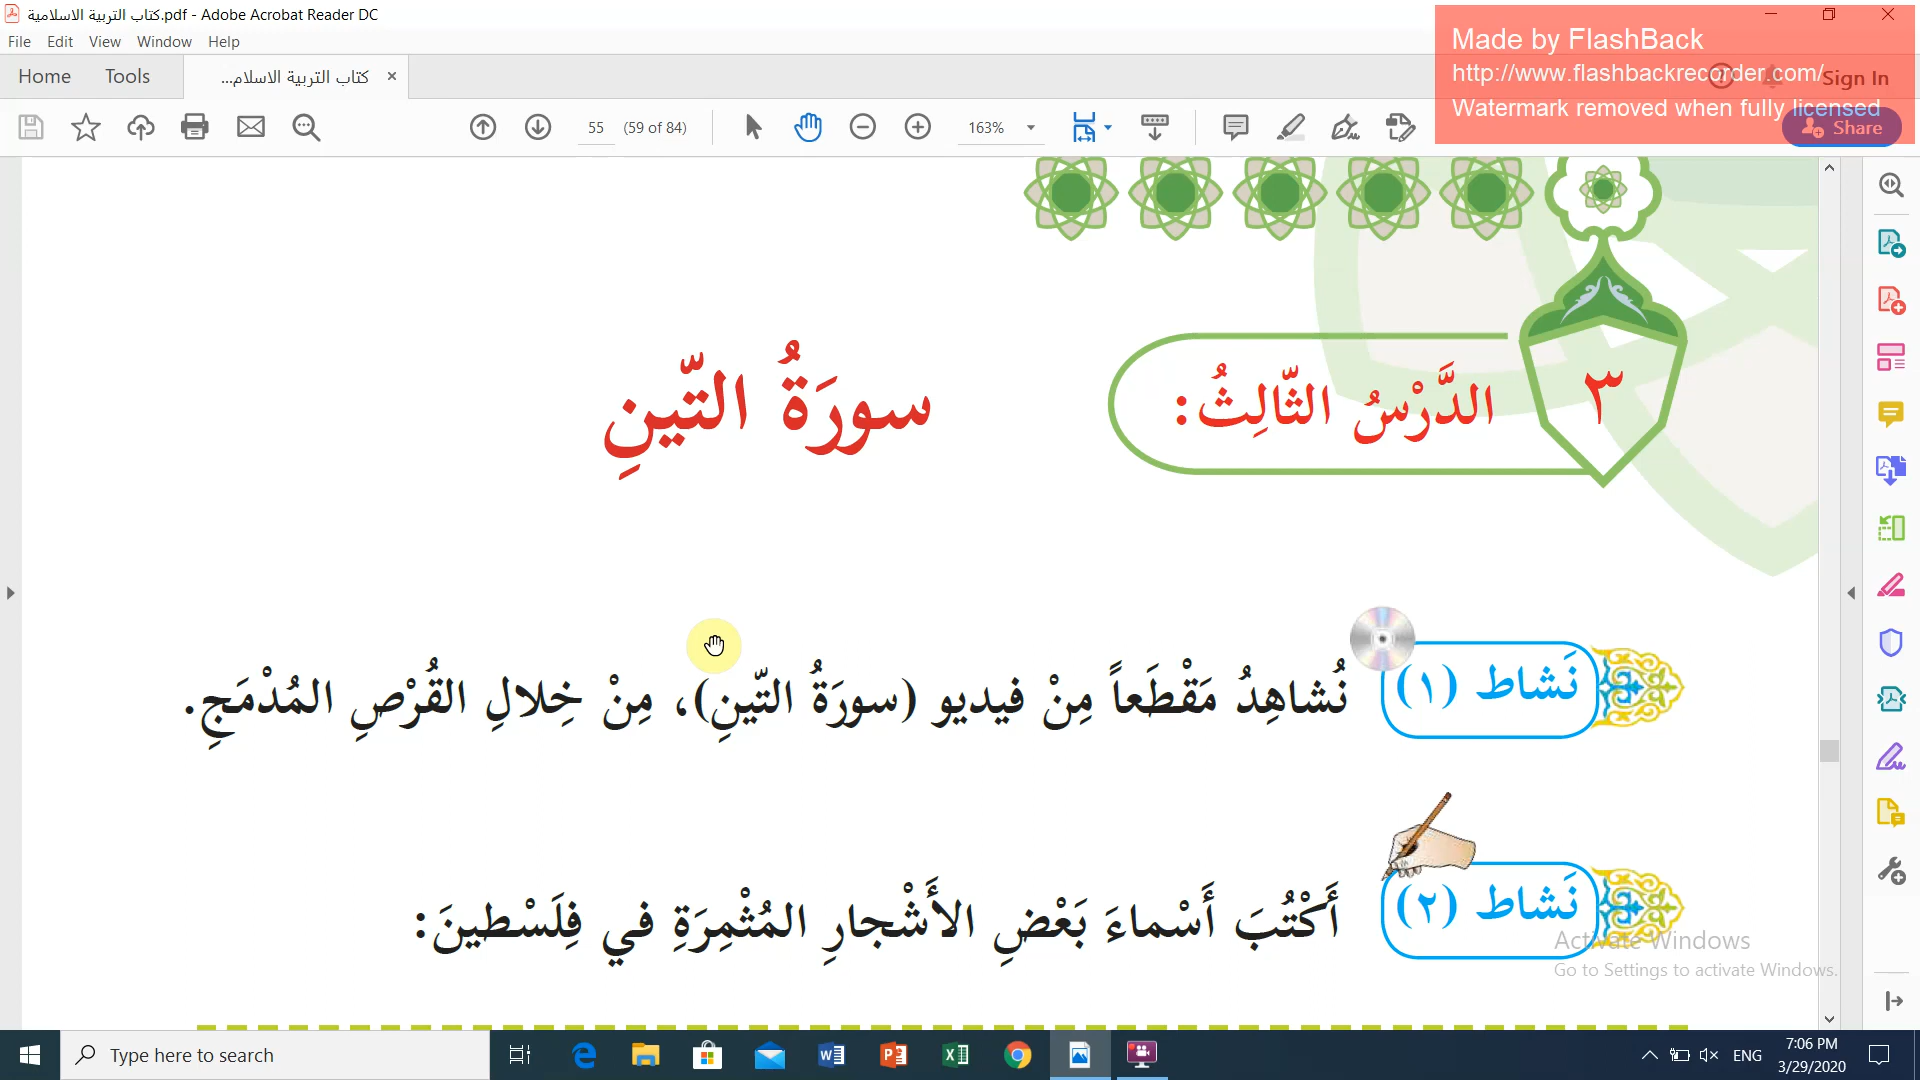 كتاب التربية الاسلامية.pdf - Adobe Acrobat Reader DC
File Edit View Window Help
Home Tools كتاب التربية الاسلام...
Sign In
55 (59 of 84) 163%
Share
Made by FlashBack
http://www.flashbackrecorder.com/
Watermark removed when fully licensed
٣ الدَّرْسُ الثّالِثُ: سورَةُ التّينِ
نَشاط (١) نُشاهِدُ مَقْطَعاً مِنْ فيديو (سورَةُ التّينِ)، مِنْ خِلالِ القُرْصِ المُدْمَجِ.
نَشاط (٢) أَكْتُبَ أَسْماءَ بَعْضِ الأَشْجارِ المُثْمِرَةِ في فِلَسْطينَ:
Activate Windows
Go to Settings to activate Windows.
Type here to search
ENG
7:06 PM
3/29/2020